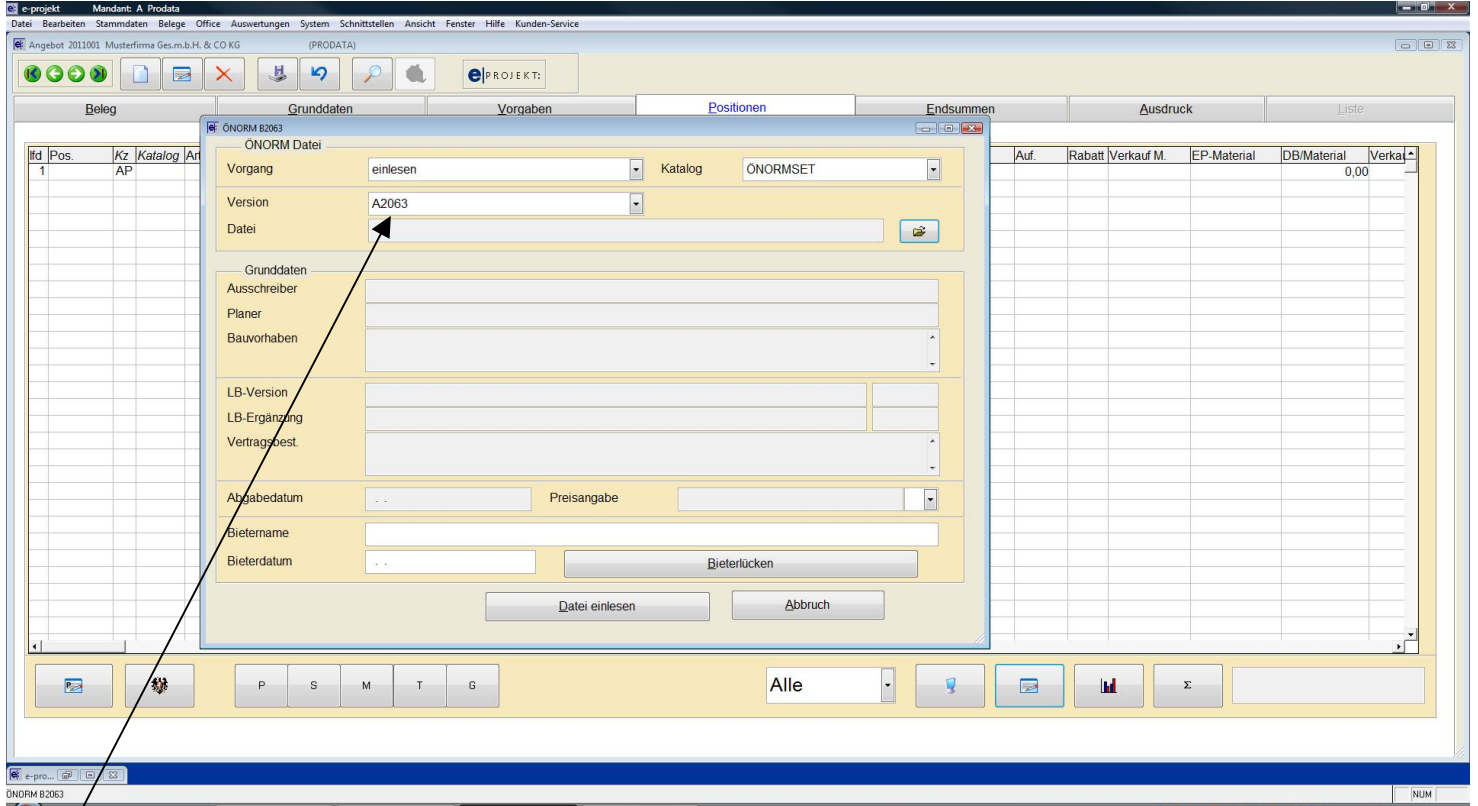 e-projekt Mandant: A Prodata
Datei Bearbeiten Stammdaten Belege Office Auswertungen System Schnittstellen Ansicht Fenster Hilfe Kunden-Service
Angebot 2011001 Musterfirma Ges.m.b.H. & CO KG (PRODATA)
e PROJEKT:
Beleg Grunddaten Vorgaben Positionen Endsummen Ausdruck Liste
ÖNORM B2063
ÖNORM Datei
lfd Pos. Kz Katalog Art Auf. Rabatt Verkauf M. EP-Material DB/Material Verkau
1 AP 0,00
Vorgang einlesen Katalog ÖNORMSET
Version A2063
Datei
Grunddaten
Ausschreiber
Planer
Bauvorhaben
LB-Version
LB-Ergänzung
Vertragsbest.
Abgabedatum . . Preisangabe
Bietername
Bieterdatum . . Bieterlücken
Datei einlesen Abbruch
P P S M T G Alle Σ
e-pro...
ÖNORM B2063 NUM